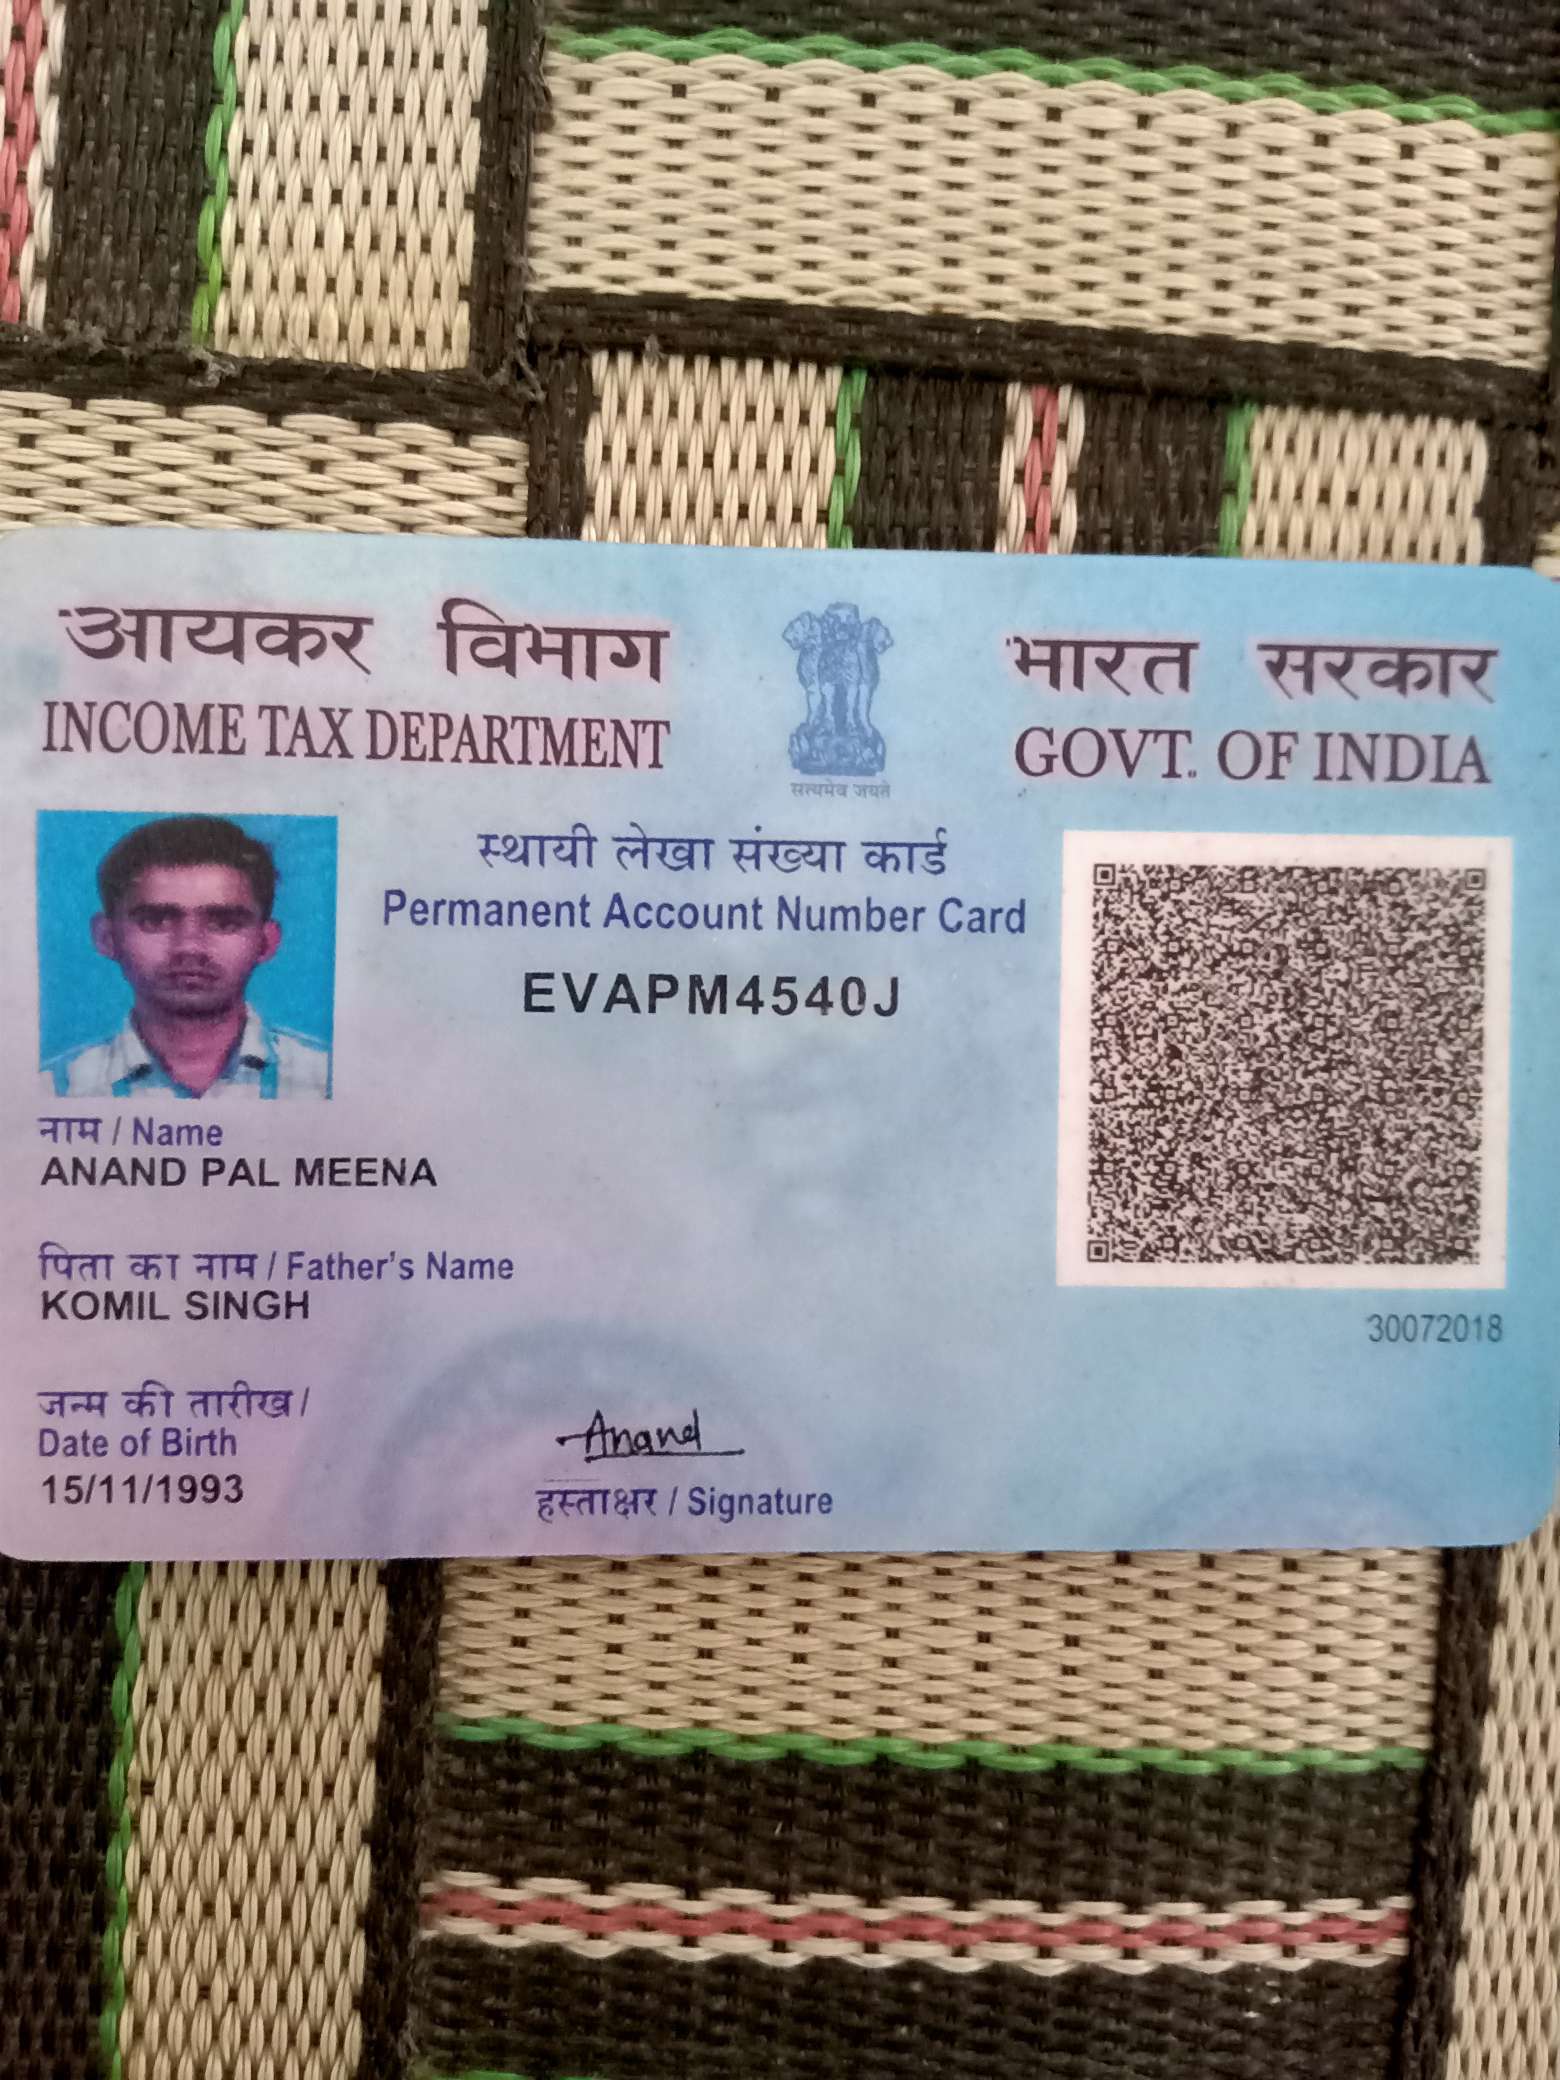 आयकर विभाग
INCOME TAX DEPARTMENT
भारत सरकार
GOVT. OF INDIA
सत्यमेव जयते
स्थायी लेखा संख्या कार्ड
Permanent Account Number Card
EVAPM4540J
नाम / Name
ANAND PAL MEENA
पिता का नाम / Father's Name
KOMIL SINGH
जन्म की तारीख /
Date of Birth
15/11/1993
Anand
हस्ताक्षर / Signature
30072018